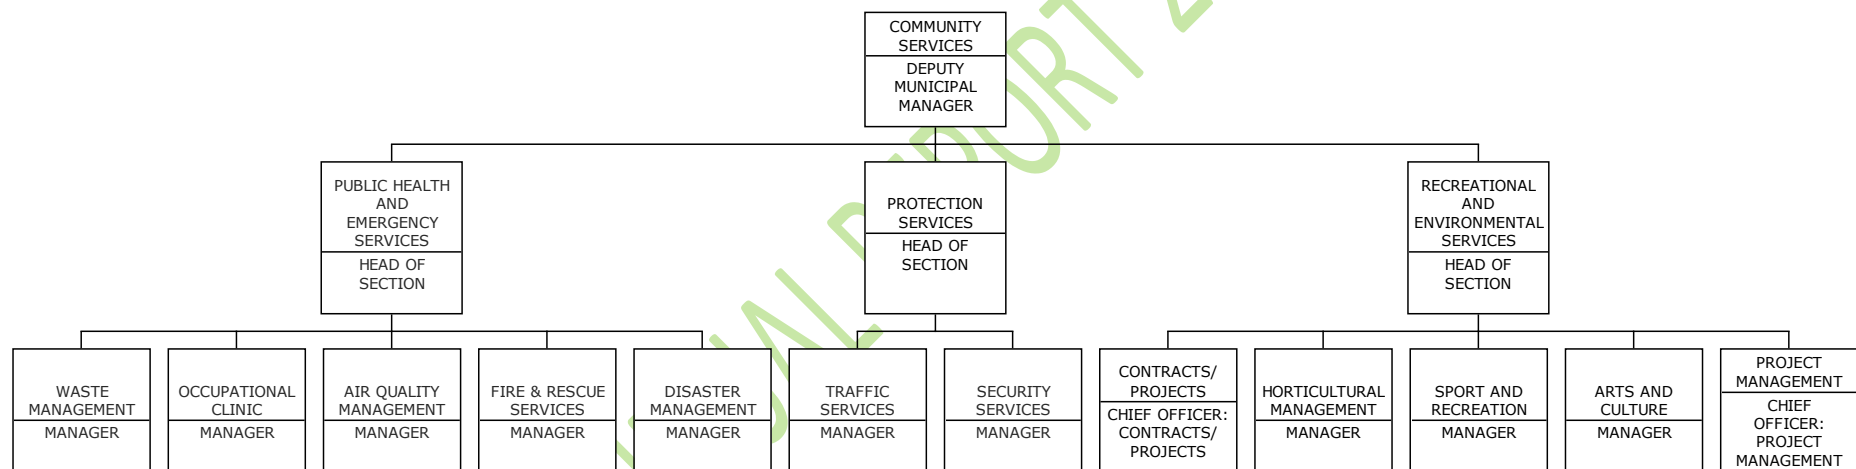 COMMUNITY
SERVICES
DEPUTY
MUNICIPAL
MANAGER
PUBLIC HEALTH
AND
EMERGENCY
SERVICES
HEAD OF
SECTION
PROTECTION
SERVICES
HEAD OF
SECTION
RECREATIONAL
AND
ENVIRONMENTAL
SERVICES
HEAD OF
SECTION
WASTE
MANAGEMENT
MANAGER
OCCUPATIONAL
CLINIC
MANAGER
AIR QUALITY
MANAGEMENT
MANAGER
FIRE & RESCUE
SERVICES
MANAGER
DISASTER
MANAGEMENT
MANAGER
TRAFFIC
SERVICES
MANAGER
SECURITY
SERVICES
MANAGER
CONTRACTS/
PROJECTS
CHIEF OFFICER:
CONTRACTS/
PROJECTS
HORTICULTURAL
MANAGEMENT
MANAGER
SPORT AND
RECREATION
MANAGER
ARTS AND
CULTURE
MANAGER
PROJECT
MANAGEMENT
CHIEF
OFFICER:
PROJECT
MANAGEMENT